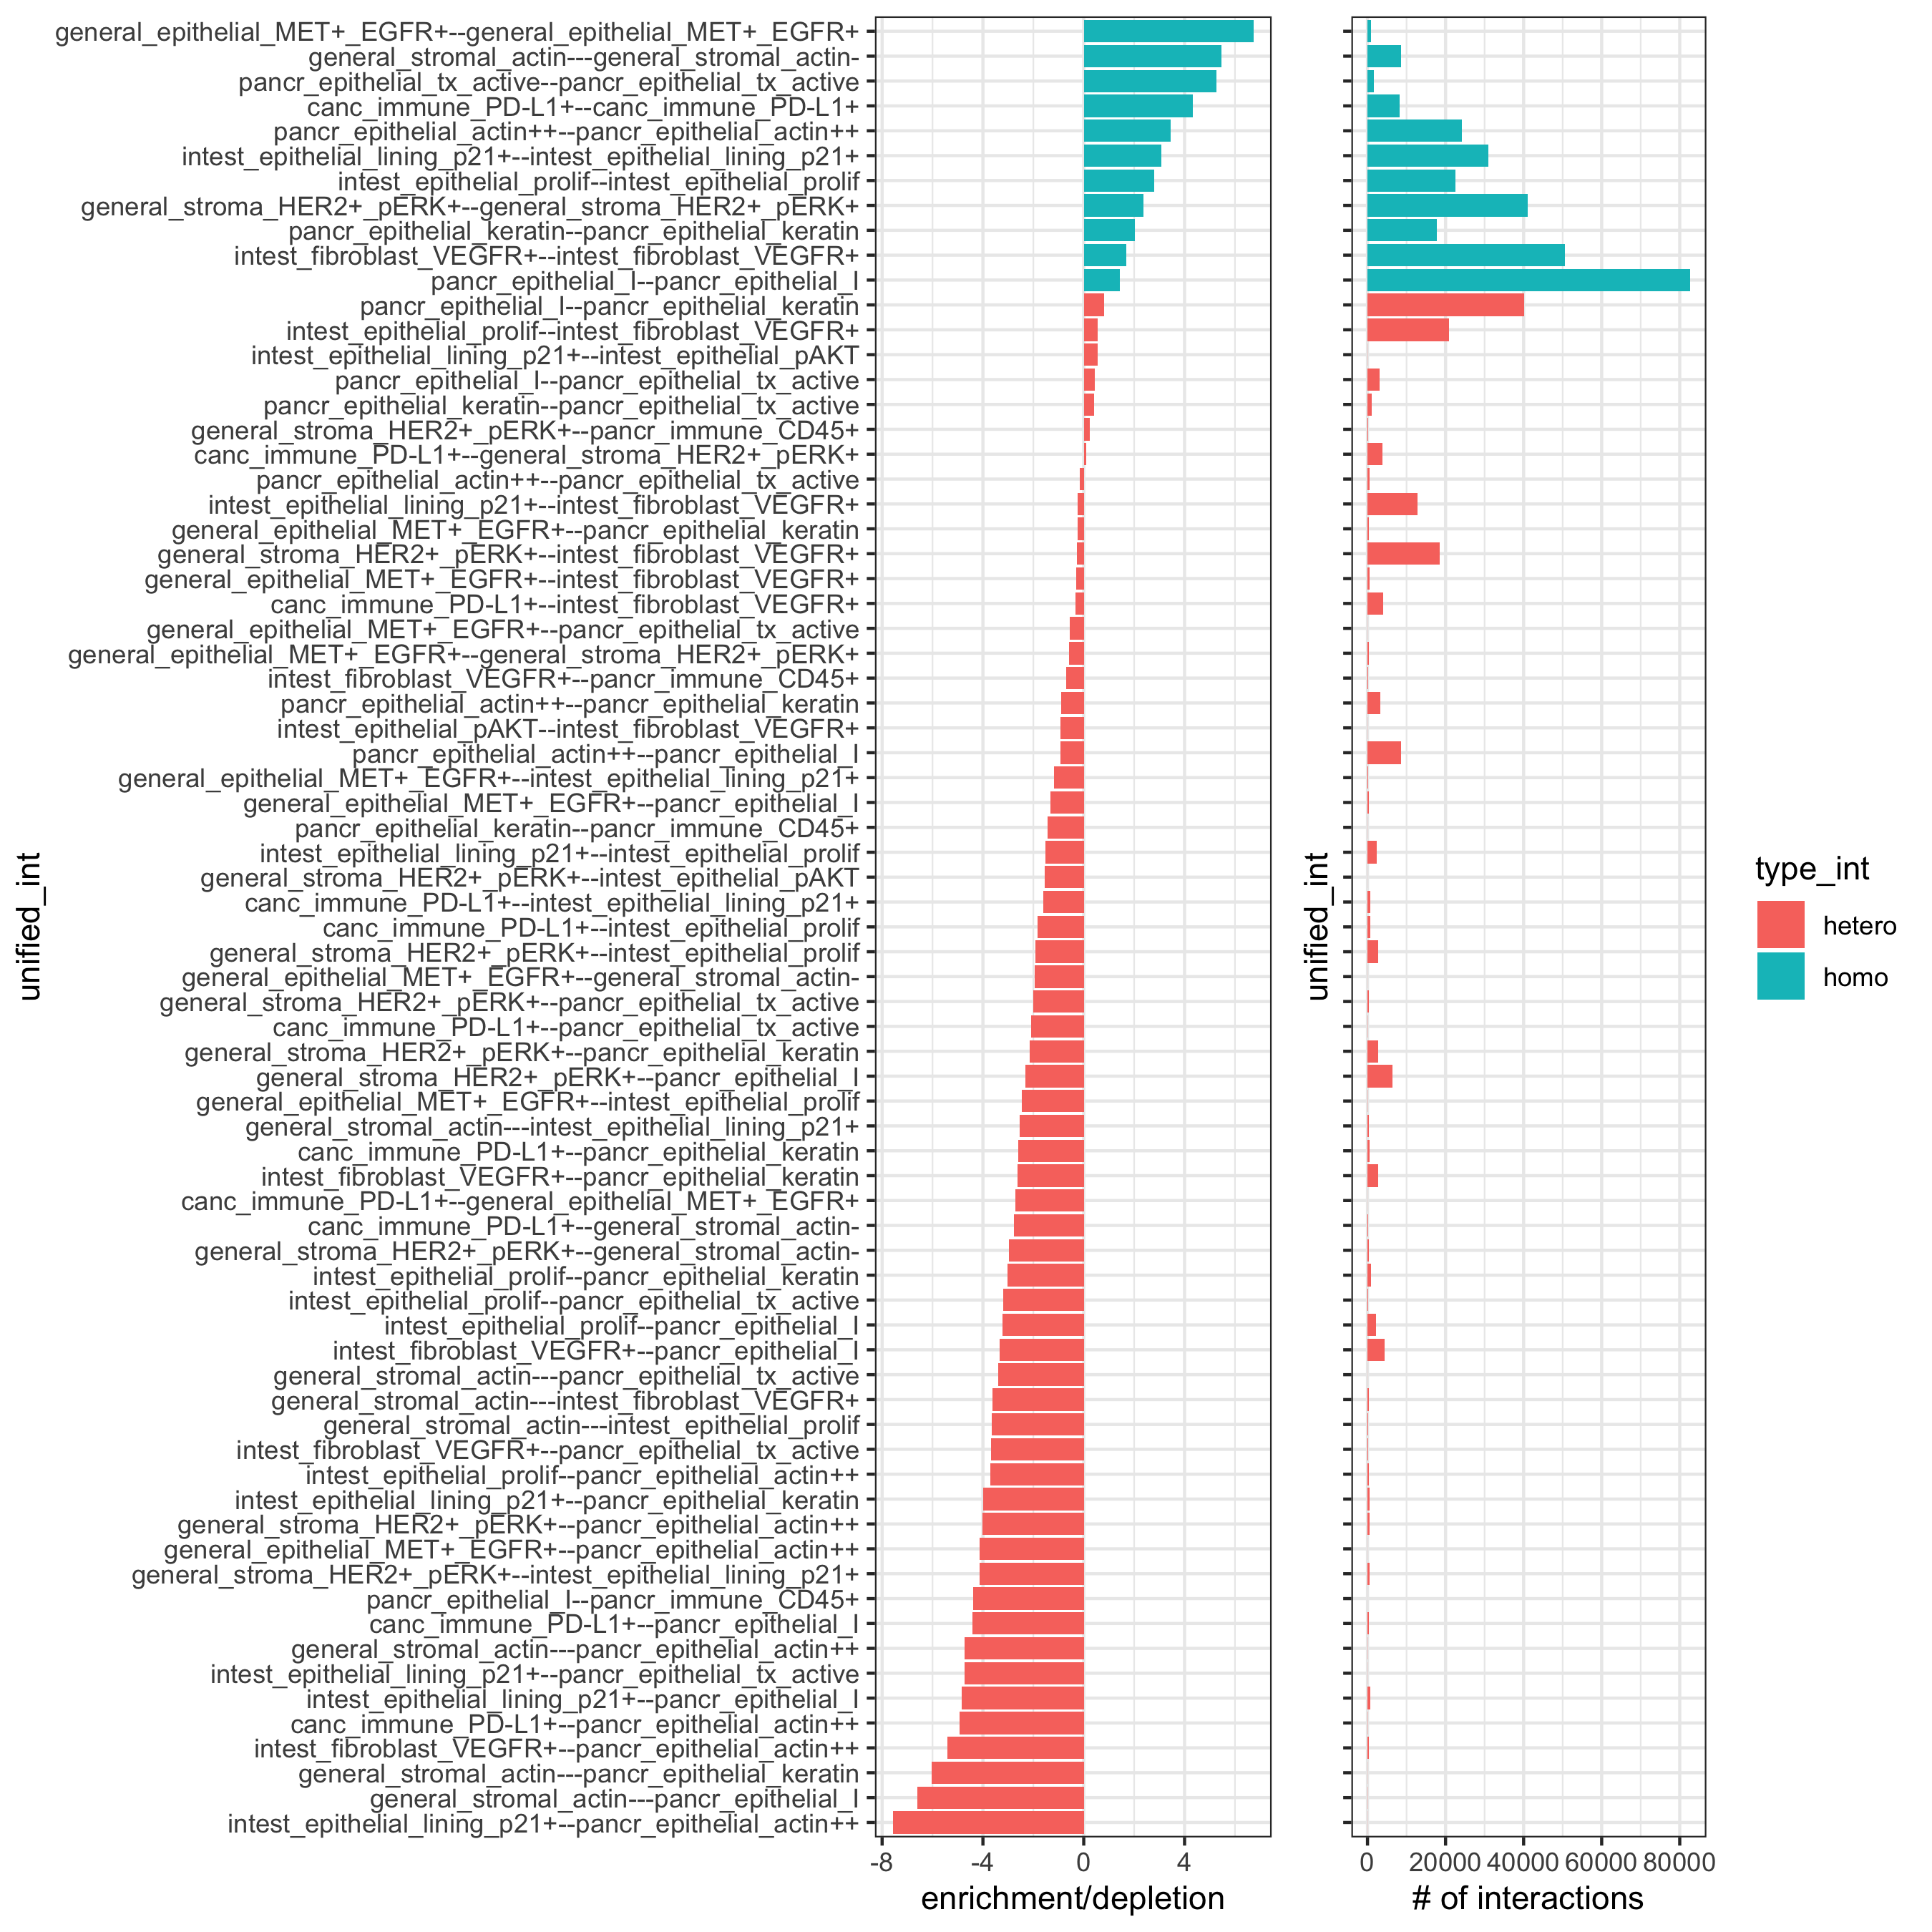 general_epithelial_MET+_EGFR+--general_epithelial_MET+_EGFR+
general_stromal_actin---general_stromal_actin-
pancr_epithelial_tx_active--pancr_epithelial_tx_active
canc_immune_PD-L1+--canc_immune_PD-L1+
pancr_epithelial_actin++--pancr_epithelial_actin++
intest_epithelial_lining_p21+--intest_epithelial_lining_p21+
intest_epithelial_prolif--intest_epithelial_prolif
general_stroma_HER2+_pERK+--general_stroma_HER2+_pERK+
pancr_epithelial_keratin--pancr_epithelial_keratin
intest_fibroblast_VEGFR+--intest_fibroblast_VEGFR+
pancr_epithelial_I--pancr_epithelial_I
pancr_epithelial_I--pancr_epithelial_keratin
intest_epithelial_prolif--intest_fibroblast_VEGFR+
intest_epithelial_lining_p21+--intest_epithelial_pAKT
pancr_epithelial_I--pancr_epithelial_tx_active
pancr_epithelial_keratin--pancr_epithelial_tx_active
general_stroma_HER2+_pERK+--pancr_immune_CD45+
canc_immune_PD-L1+--general_stroma_HER2+_pERK+
pancr_epithelial_actin++--pancr_epithelial_tx_active
intest_epithelial_lining_p21+--intest_fibroblast_VEGFR+
general_epithelial_MET+_EGFR+--pancr_epithelial_keratin
general_stroma_HER2+_pERK+--intest_fibroblast_VEGFR+
general_epithelial_MET+_EGFR+--intest_fibroblast_VEGFR+
canc_immune_PD-L1+--intest_fibroblast_VEGFR+
general_epithelial_MET+_EGFR+--pancr_epithelial_tx_active
general_epithelial_MET+_EGFR+--general_stroma_HER2+_pERK+
intest_fibroblast_VEGFR+--pancr_immune_CD45+
pancr_epithelial_actin++--pancr_epithelial_keratin
intest_epithelial_pAKT--intest_fibroblast_VEGFR+
pancr_epithelial_actin++--pancr_epithelial_I
general_epithelial_MET+_EGFR+--intest_epithelial_lining_p21+
general_epithelial_MET+_EGFR+--pancr_epithelial_I
pancr_epithelial_keratin--pancr_immune_CD45+
intest_epithelial_lining_p21+--intest_epithelial_prolif
general_stroma_HER2+_pERK+--intest_epithelial_pAKT
canc_immune_PD-L1+--intest_epithelial_lining_p21+
canc_immune_PD-L1+--intest_epithelial_prolif
general_stroma_HER2+_pERK+--intest_epithelial_prolif
general_epithelial_MET+_EGFR+--general_stromal_actin-
general_stroma_HER2+_pERK+--pancr_epithelial_tx_active
canc_immune_PD-L1+--pancr_epithelial_tx_active
general_stroma_HER2+_pERK+--pancr_epithelial_keratin
general_stroma_HER2+_pERK+--pancr_epithelial_I
general_epithelial_MET+_EGFR+--intest_epithelial_prolif
general_stromal_actin---intest_epithelial_lining_p21+
canc_immune_PD-L1+--pancr_epithelial_keratin
intest_fibroblast_VEGFR+--pancr_epithelial_keratin
canc_immune_PD-L1+--general_epithelial_MET+_EGFR+
canc_immune_PD-L1+--general_stromal_actin-
general_stroma_HER2+_pERK+--general_stromal_actin-
intest_epithelial_prolif--pancr_epithelial_keratin
intest_epithelial_prolif--pancr_epithelial_tx_active
intest_epithelial_prolif--pancr_epithelial_I
intest_fibroblast_VEGFR+--pancr_epithelial_I
general_stromal_actin---pancr_epithelial_tx_active
general_stromal_actin---intest_fibroblast_VEGFR+
general_stromal_actin---intest_epithelial_prolif
intest_fibroblast_VEGFR+--pancr_epithelial_tx_active
intest_epithelial_prolif--pancr_epithelial_actin++
intest_epithelial_lining_p21+--pancr_epithelial_keratin
general_stroma_HER2+_pERK+--pancr_epithelial_actin++
general_epithelial_MET+_EGFR+--pancr_epithelial_actin++
general_stroma_HER2+_pERK+--intest_epithelial_lining_p21+
pancr_epithelial_I--pancr_immune_CD45+
canc_immune_PD-L1+--pancr_epithelial_I
general_stromal_actin---pancr_epithelial_actin++
intest_epithelial_lining_p21+--pancr_epithelial_tx_active
intest_epithelial_lining_p21+--pancr_epithelial_I
canc_immune_PD-L1+--pancr_epithelial_actin++
intest_fibroblast_VEGFR+--pancr_epithelial_actin++
general_stromal_actin---pancr_epithelial_keratin
general_stromal_actin---pancr_epithelial_I
intest_epithelial_lining_p21+--pancr_epithelial_actin++
unified_int
-8 -4 0 4
enrichment/depletion
unified_int
0 20000 40000 60000 80000
# of interactions
type_int
hetero
homo